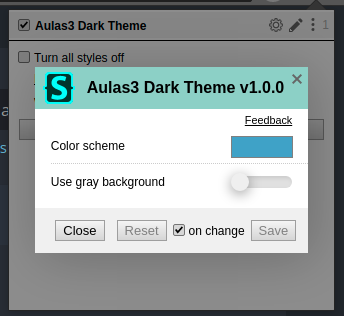 Aulas3 Dark Theme
1
Turn all styles off
S
Aulas3 Dark Theme v1.0.0
Feedback
Color scheme
Use gray background
Close
Reset
on change
Save
a
s